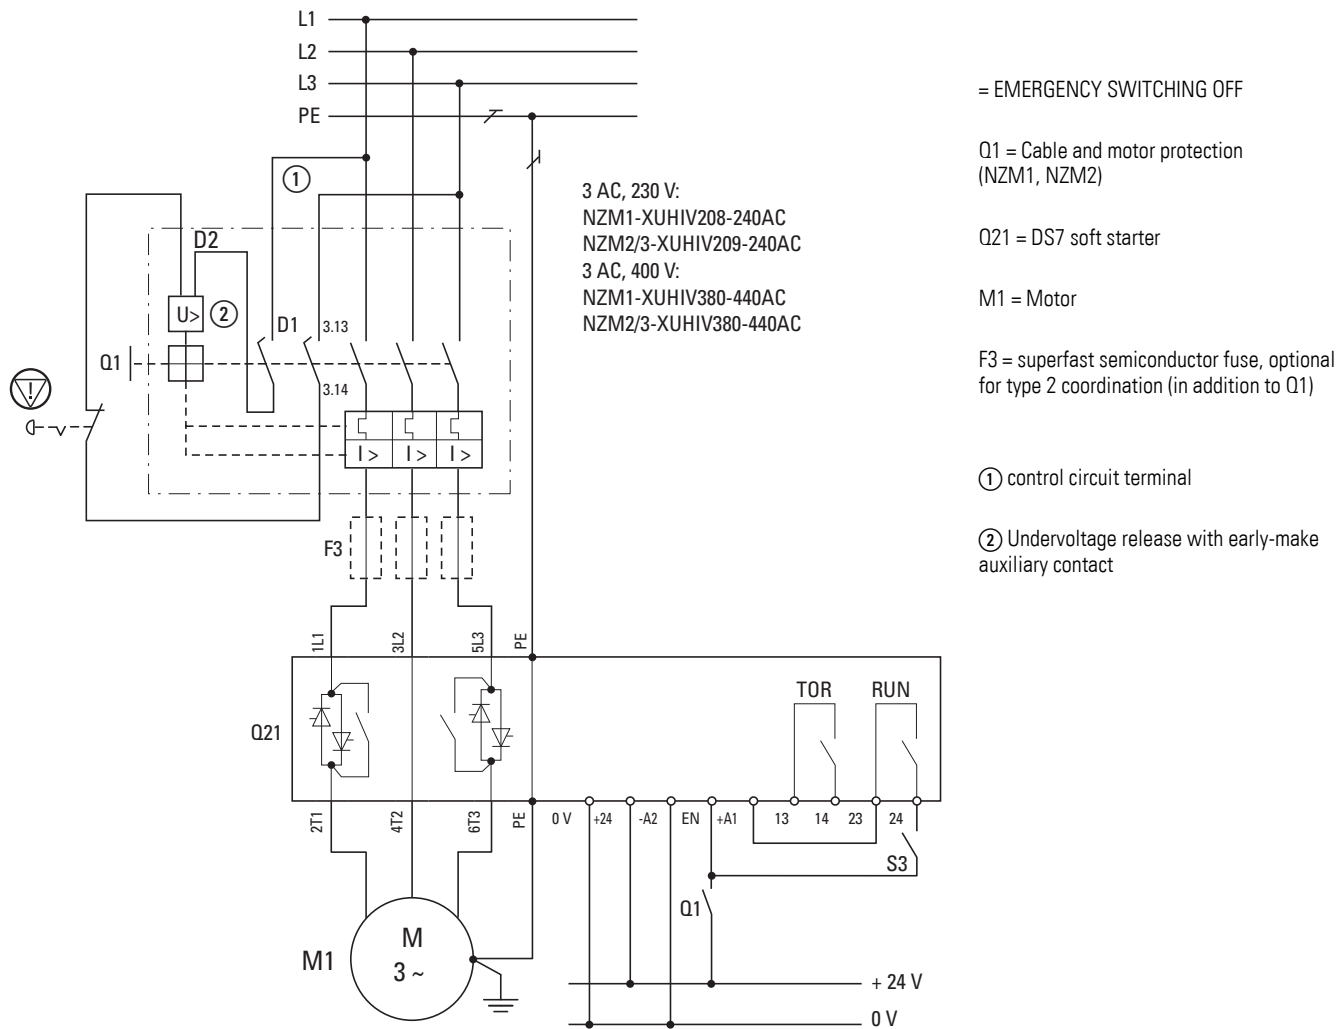 L1
L2
L3
PE
= EMERGENCY SWITCHING OFF
Q1 = Cable and motor protection
(NZM1, NZM2)
Q21 = DS7 soft starter
M1 = Motor
F3 = superfast semiconductor fuse, optional
for type 2 coordination (in addition to Q1)
① control circuit terminal
② Undervoltage release with early-make
auxiliary contact
①
3 AC, 230 V:
NZM1-XUHIV208-240AC
NZM2/3-XUHIV209-240AC
3 AC, 400 V:
NZM1-XUHIV380-440AC
NZM2/3-XUHIV380-440AC
D2
U> ②
D1
3.13
Q1
3.14
!
I > I > I >
F3
1L1 3L2 5L3 PE
TOR RUN
Q21
2T1 4T2 6T3 PE
0 V +24 -A2 EN +A1 13 14 23 24
S3
Q1
M1
M
3 ~
+ 24 V
0 V